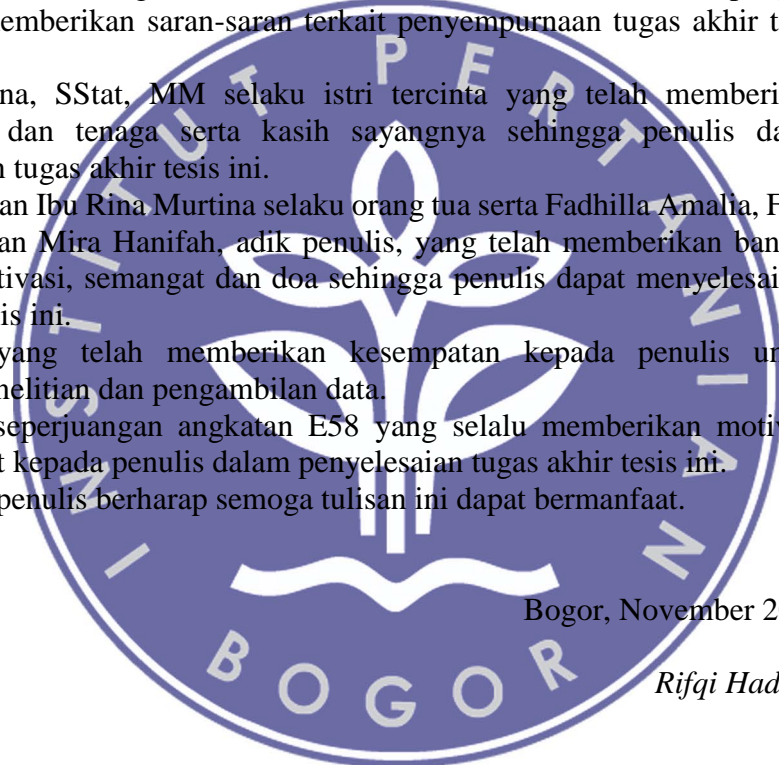 emberikan saran-saran terkait penyempurnaan tugas akhir t
na, SStat, MM selaku istri tercinta yang telah memberi
dan tenaga serta kasih sayangnya sehingga penulis da
n tugas akhir tesis ini.
an Ibu Rina Murtina selaku orang tua serta Fadhilla Amalia, F
an Mira Hanifah, adik penulis, yang telah memberikan ban
tivasi, semangat dan doa sehingga penulis dapat menyelesai
is ini.
yang telah memberikan kesempatan kepada penulis un
nelitian dan pengambilan data.
seperjuangan angkatan E58 yang selalu memberikan motiv
t kepada penulis dalam penyelesaian tugas akhir tesis ini.
penulis berharap semoga tulisan ini dapat bermanfaat.
Bogor, November 2
Rifqi Had
INSTITUT PERTANIAN
BOGOR